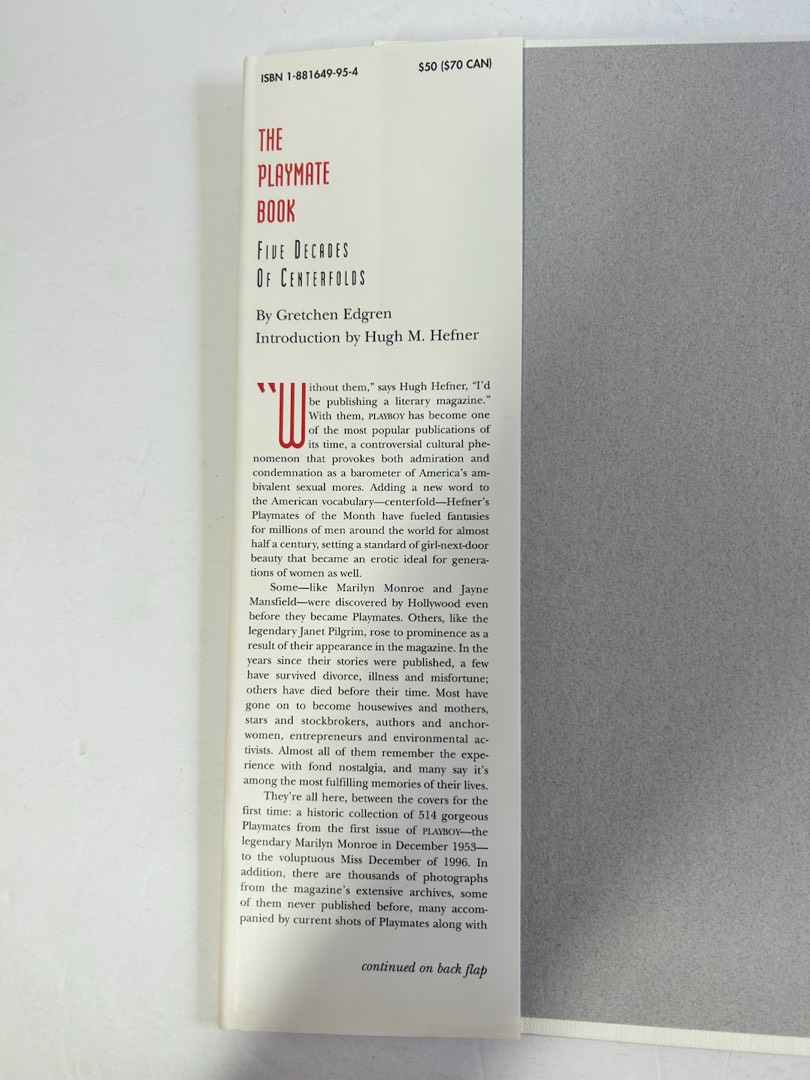 ISBN 1-881649-95-4 $50 ($70 CAN)
THE
PLAYMATE
BOOK
FIVE DECADES
OF CENTERFOLDS
By Gretchen Edgren
Introduction by Hugh M. Hefner
“Without them,” says Hugh Hefner, “I’d
be publishing a literary magazine.”
With them, PLAYBOY has become one
of the most popular publications of
its time, a controversial cultural phe-
nomenon that provokes both admiration and
condemnation as a barometer of America’s am-
bivalent sexual mores. Adding a new word to
the American vocabulary—centerfold—Hefner’s
Playmates of the Month have fueled fantasies
for millions of men around the world for almost
half a century, setting a standard of girl-next-door
beauty that became an erotic ideal for genera-
tions of women as well.
Some—like Marilyn Monroe and Jayne
Mansfield—were discovered by Hollywood even
before they became Playmates. Others, like the
legendary Janet Pilgrim, rose to prominence as a
result of their appearance in the magazine. In the
years since their stories were published, a few
have survived divorce, illness and misfortune;
others have died before their time. Most have
gone on to become housewives and mothers,
stars and stockbrokers, authors and anchor-
women, entrepreneurs and environmental ac-
tivists. Almost all of them remember the expe-
rience with fond nostalgia, and many say it’s
among the most fulfilling memories of their lives.
They’re all here, between the covers for the
first time: a historic collection of 514 gorgeous
Playmates from the first issue of PLAYBOY—the
legendary Marilyn Monroe in December 1953—
to the voluptuous Miss December of 1996. In
addition, there are thousands of photographs
from the magazine’s extensive archives, some
of them never published before, many accom-
panied by current shots of Playmates along with
continued on back flap